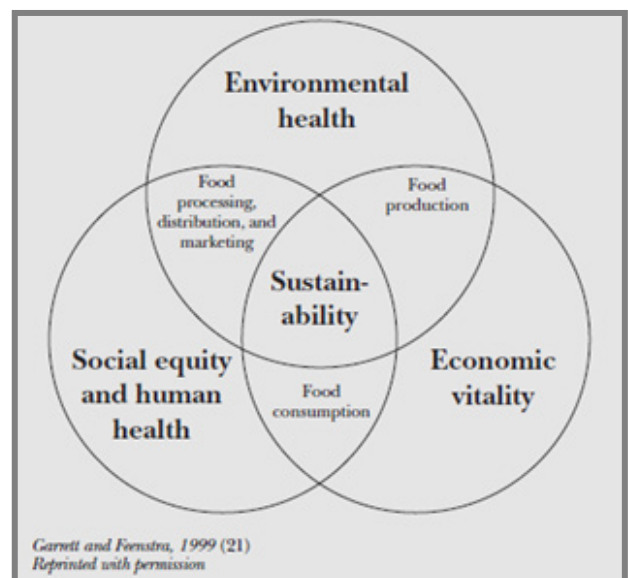 Environmental
health
Food
processing,
distribution, and
marketing
Food
production
Sustain-
ability
Social equity
and human
health
Economic
vitality
Food
consumption
Garrett and Feenstra, 1999 (21)
Reprinted with permission